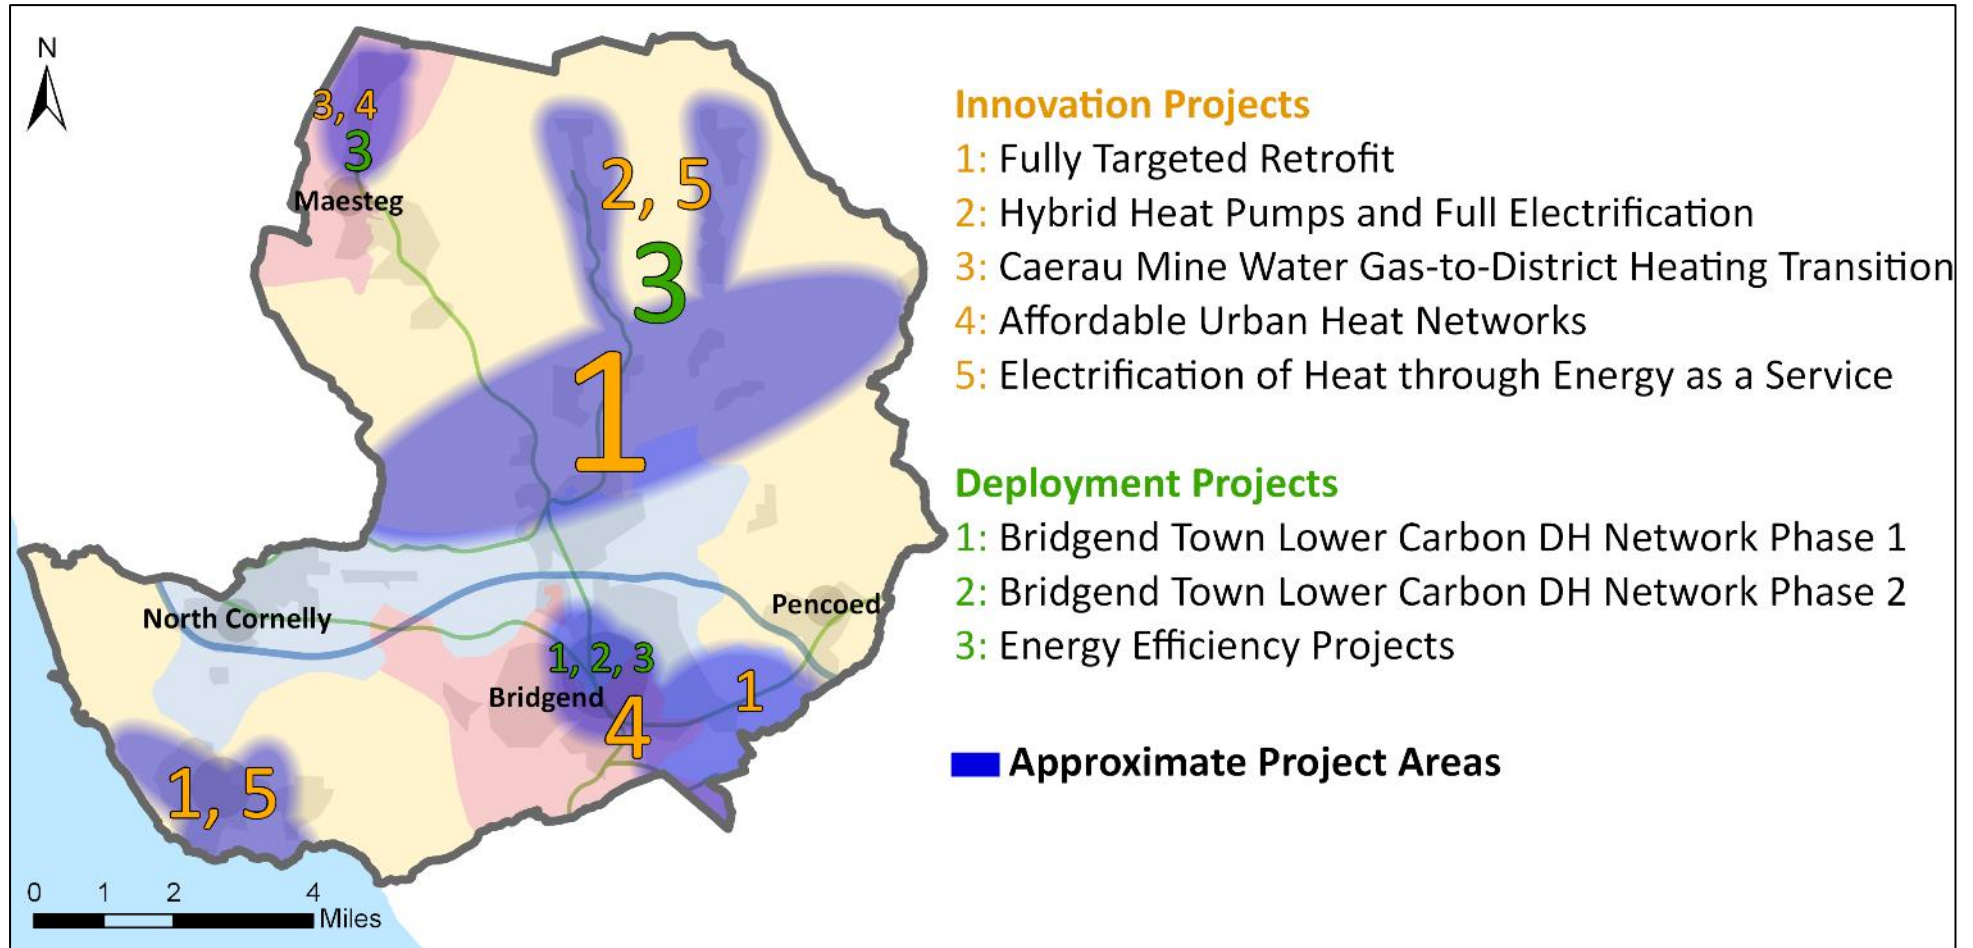 N
3, 4
3
Maesteg
2, 5
3
1
North Cornelly
Pencoed
1, 2, 3
Bridgend
4
1
1, 5
0 1 2 4
Miles
Innovation Projects
1: Fully Targeted Retrofit
2: Hybrid Heat Pumps and Full Electrification
3: Caerau Mine Water Gas-to-District Heating Transition
4: Affordable Urban Heat Networks
5: Electrification of Heat through Energy as a Service
Deployment Projects
1: Bridgend Town Lower Carbon DH Network Phase 1
2: Bridgend Town Lower Carbon DH Network Phase 2
3: Energy Efficiency Projects
Approximate Project Areas